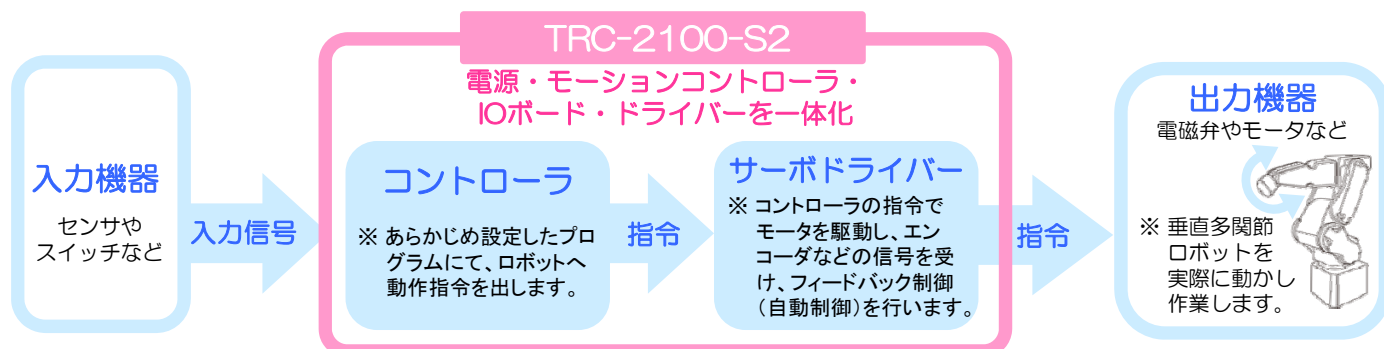 TRC-2100-S2
電源・モーションコントローラ・
IOボード・ドライバーを一体化
入力機器
センサや
スイッチなど
入力信号
コントローラ
※ あらかじめ設定したプロ
グラムにて、ロボットへ
動作指令を出します。
指令
サーボドライバー
※ コントローラの指令で
モータを駆動し、エン
コーダなどの信号を受
け、フィードバック制御
(自動制御)を行います。
指令
出力機器
電磁弁やモータなど
※ 垂直多関節
ロボットを
実際に動かし
作業します。